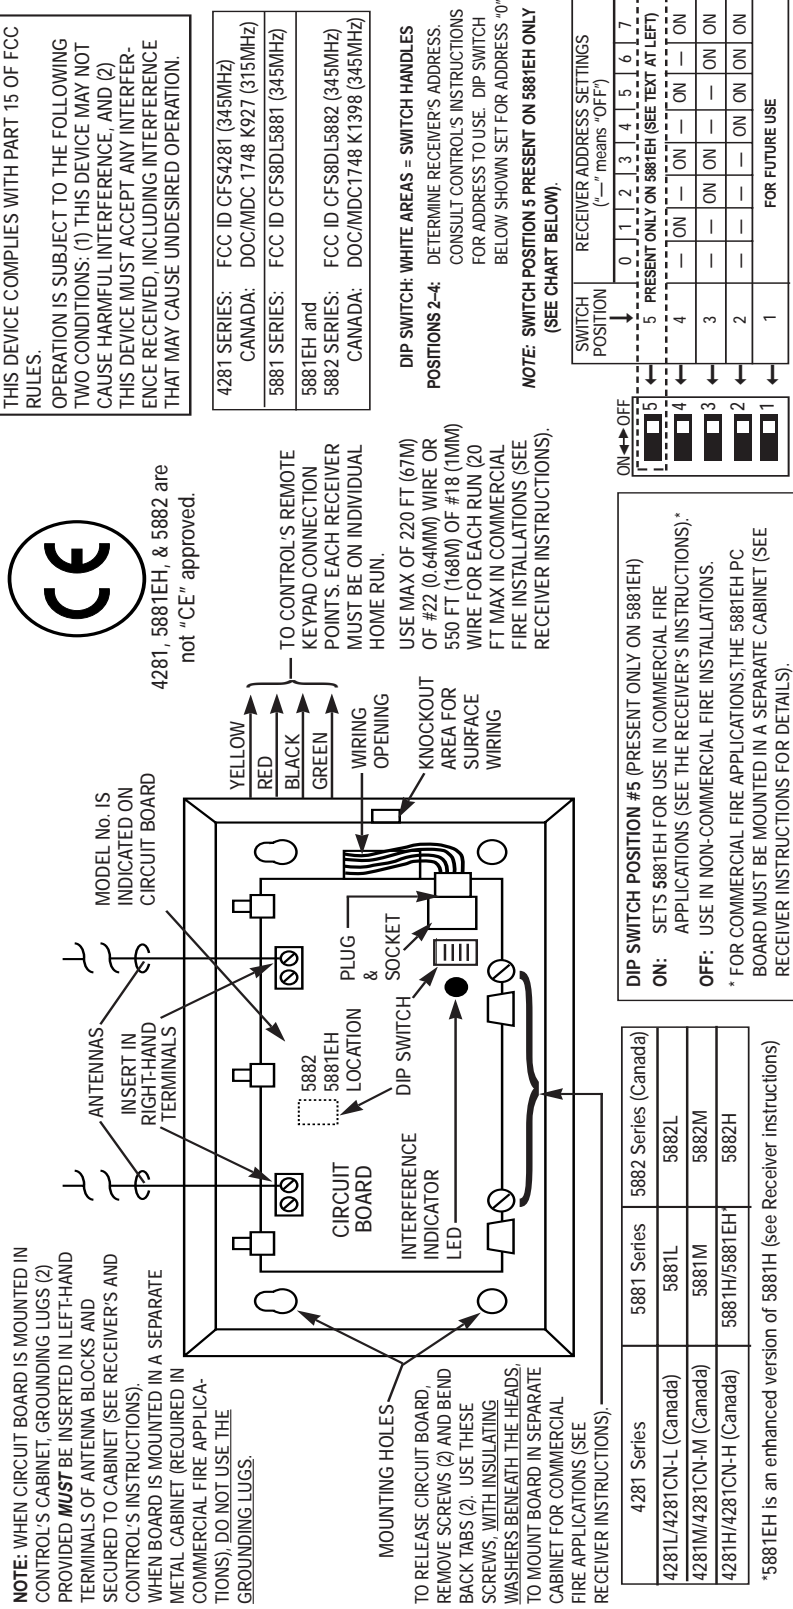 NOTE: WHEN CIRCUIT BOARD IS MOUNTED IN
CONTROL'S CABINET, GROUNDING LUGS (2)
PROVIDED MUST BE INSERTED IN LEFT-HAND
TERMINALS OF ANTENNA BLOCKS AND
SECURED TO CABINET (SEE RECEIVER'S AND
CONTROL'S INSTRUCTIONS).
WHEN BOARD IS MOUNTED IN A SEPARATE
METAL CABINET (REQUIRED IN
COMMERCIAL FIRE APPLICA-
TIONS), DO NOT USE THE
GROUNDING LUGS.
MOUNTING HOLES
TO RELEASE CIRCUIT BOARD,
REMOVE SCREWS (2) AND BEND
BACK TABS (2). USE THESE
SCREWS, WITH INSULATING
WASHERS BENEATH THE HEADS,
TO MOUNT BOARD IN SEPARATE
CABINET FOR COMMERCIAL
FIRE APPLICATIONS (SEE
RECEIVER INSTRUCTIONS).
ANTENNAS
INSERT IN
RIGHT-HAND
TERMINALS
MODEL No. IS
INDICATED ON
CIRCUIT BOARD
CIRCUIT
BOARD
5882
5881EH
LOCATION
DIP SWITCH
INTERFERENCE
INDICATOR
LED
PLUG
&
SOCKET
YELLOW
RED
BLACK
GREEN
WIRING
OPENING
KNOCKOUT
AREA FOR
SURFACE
WIRING
4281, 5881EH, & 5882 are
not "CE" approved.
CE
TO CONTROL'S REMOTE
KEYPAD CONNECTION
POINTS. EACH RECEIVER
MUST BE ON INDIVIDUAL
HOME RUN.
USE MAX OF 220 FT (67M)
OF #22 (0.64MM) WIRE OR
550 FT (168M) OF #18 (1MM)
WIRE FOR EACH RUN (20
FT MAX IN COMMERCIAL
FIRE INSTALLATIONS (SEE
RECEIVER INSTRUCTIONS).
THIS DEVICE COMPLIES WITH PART 15 OF FCC
RULES.
OPERATION IS SUBJECT TO THE FOLLOWING
TWO CONDITIONS: (1) THIS DEVICE MAY NOT
CAUSE HARMFUL INTERFERENCE, AND (2)
THIS DEVICE MUST ACCEPT ANY INTERFER-
ENCE RECEIVED, INCLUDING INTERFERENCE
THAT MAY CAUSE UNDESIRED OPERATION.
4281 SERIES: FCC ID CFS4281 (345MHz)
CANADA: DOC/MDC 1748 K927 (315MHz)
5881 SERIES: FCC ID CFS8DL5881 (345MHz)
5881EH and
5882 SERIES: FCC ID CFS8DL5882 (345MHz)
CANADA: DOC/MDC1748 K1398 (345MHz)
DIP SWITCH: WHITE AREAS = SWITCH HANDLES
POSITIONS 2–4: DETERMINE RECEIVER'S ADDRESS.
CONSULT CONTROL'S INSTRUCTIONS
FOR ADDRESS TO USE. DIP SWITCH
BELOW SHOWN SET FOR ADDRESS "0"
NOTE: SWITCH POSITION 5 PRESENT ON 5881EH ONLY
(SEE CHART BELOW).
4281 Series 5881 Series 5882 Series (Canada)
4281L/4281CN-L (Canada) 5881L 5882L
4281M/4281CN-M (Canada) 5881M 5882M
4281H/4281CN-H (Canada) 5881H/5881EH* 5882H
*5881EH is an enhanced version of 5881H (see Receiver instructions)
DIP SWITCH POSITION #5 (PRESENT ONLY ON 5881EH)
ON: SETS 5881EH FOR USE IN COMMERCIAL FIRE
APPLICATIONS (SEE THE RECEIVER'S INSTRUCTIONS).*
OFF: USE IN NON-COMMERCIAL FIRE INSTALLATIONS.
* FOR COMMERCIAL FIRE APPLICATIONS,THE 5881EH PC
BOARD MUST BE MOUNTED IN A SEPARATE CABINET (SEE
RECEIVER INSTRUCTIONS FOR DETAILS).
ON OFF
5
4
3
2
1
SWITCH
POSITION
RECEIVER ADDRESS SETTINGS
("—" means "OFF")
0 1 2 3 4 5 6 7
5 PRESENT ONLY ON 5881EH (SEE TEXT AT LEFT)
4 — ON — ON — ON — ON
3 — — ON ON — — ON ON
2 — — — — ON ON ON ON
1 FOR FUTURE USE